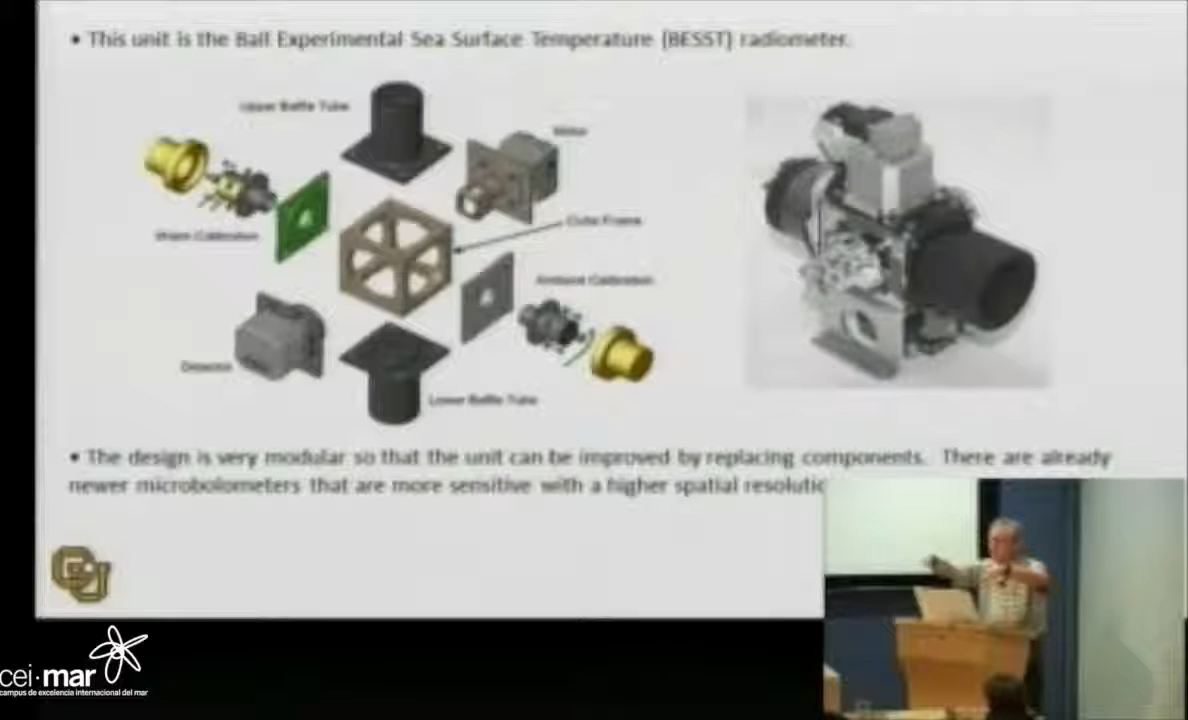 • This unit is the Ball Experimental Sea Surface Temperature (BESST) radiometer.
Upper Baffle Tube
Motor
Cube Frame
Warm Calibration
Ambient Calibration
Detector
Lower Baffle Tube
• The design is very modular so that the unit can be improved by replacing components. There are already
newer microbolometers that are more sensitive with a higher spatial resolutio
CU
cei·mar
campus de excelencia internacional del mar